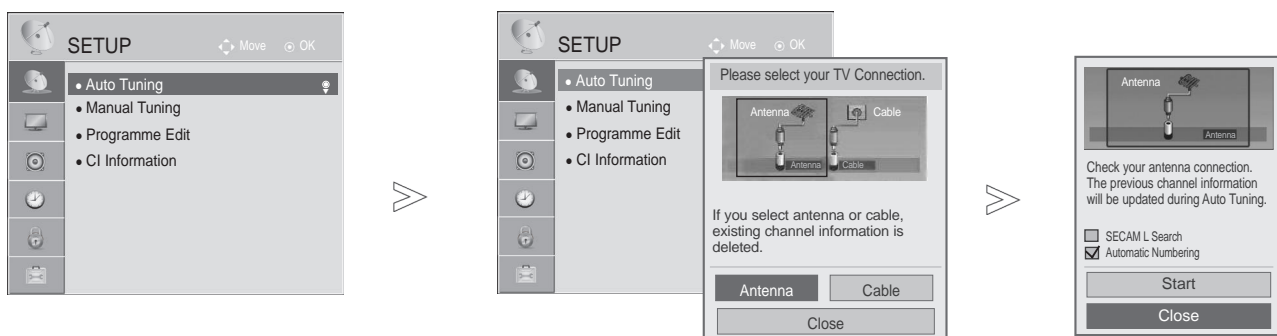 SETUP
Move OK
Auto Tuning
Manual Tuning
Programme Edit
CI Information
>
SETUP
Move OK
Auto Tuning
Manual Tuning
Programme Edit
CI Information
Please select your TV Connection.
Antenna Cable
Antenna Cable
If you select antenna or cable,
existing channel information is
deleted.
Antenna Cable
Close
>
Antenna
Antenna
Check your antenna connection.
The previous channel information
will be updated during Auto Tuning.
SECAM L Search
Automatic Numbering
Start
Close